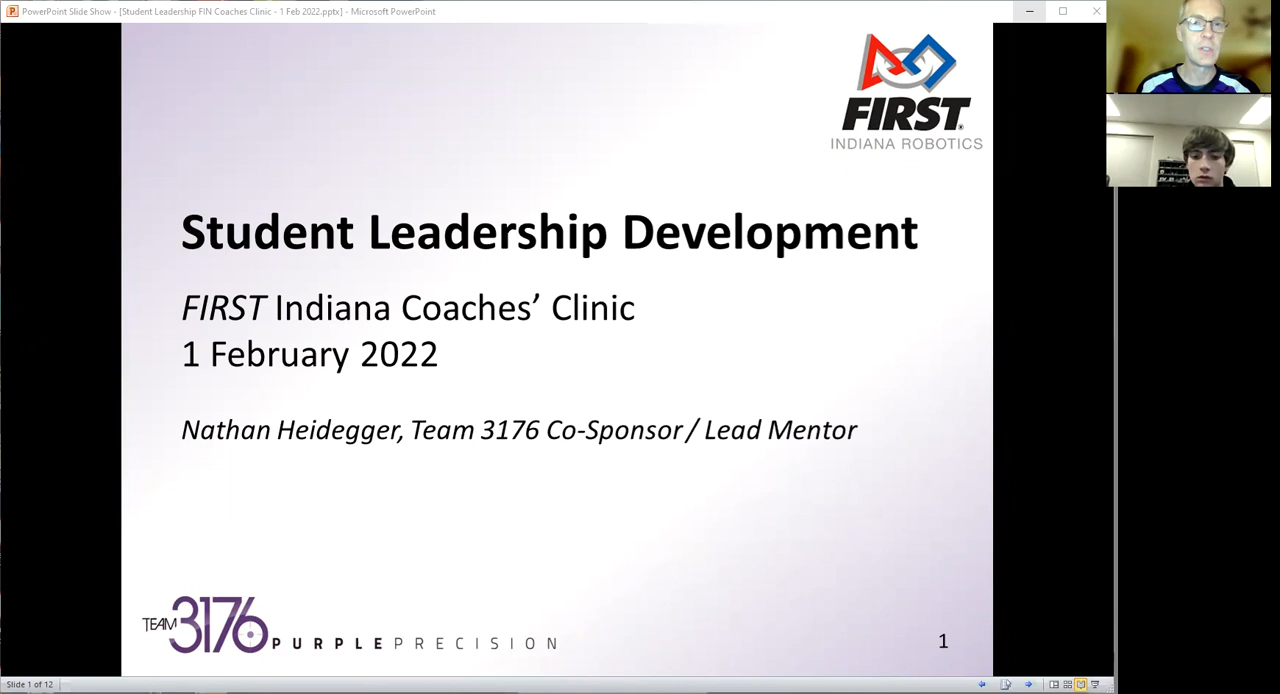 PowerPoint Slide Show - [Student Leadership FIN Coaches Clinic - 1 Feb 2022.pptx] - Microsoft PowerPoint
FIRST®
INDIANA ROBOTICS
Student Leadership Development
FIRST Indiana Coaches’ Clinic
1 February 2022
Nathan Heidegger, Team 3176 Co-Sponsor / Lead Mentor
TEAM 3176 PURPLEPRECISION
1
Slide 1 of 12